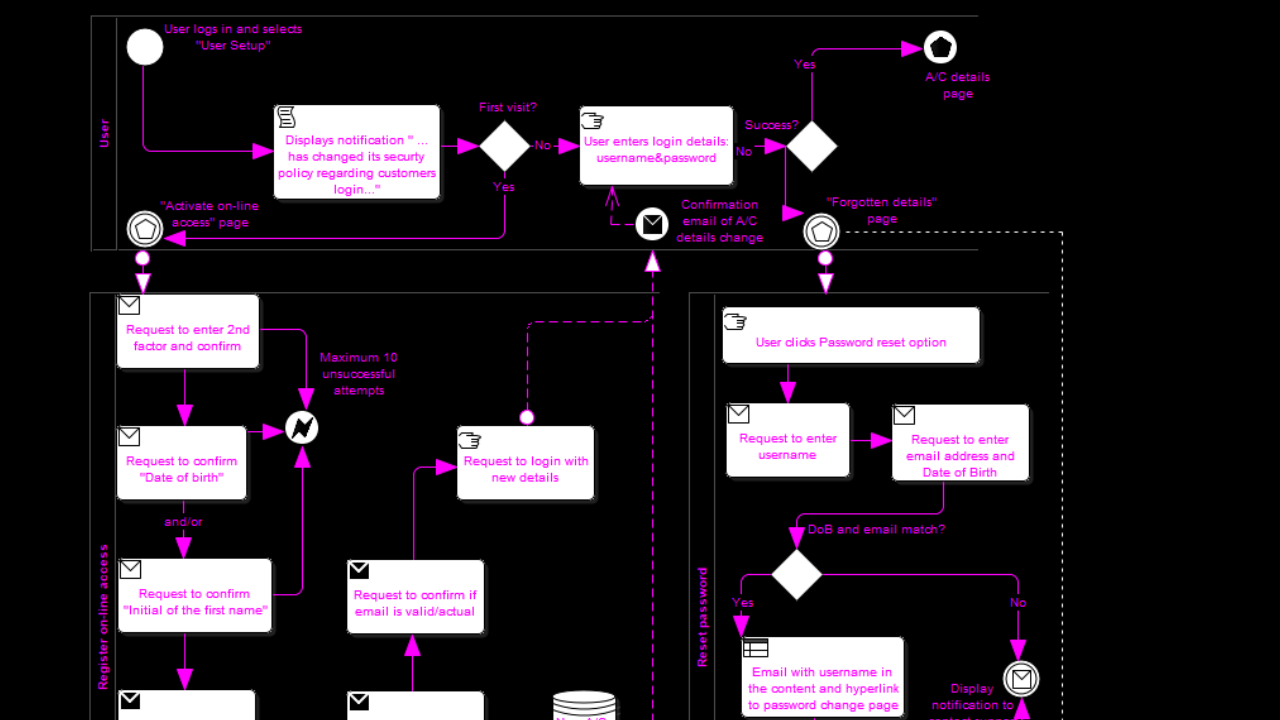 User logs in and selects
"User Setup"
Yes
A/C details
page
First visit?
Success?
User
Displays notification " ...
has changed its securty
policy regarding customers
login..."
No
User enters login details:
username&password
No
Yes
"Activate on-line
access" page
Confirmation
email of A/C
details change
"Forgotten details"
page
Request to enter 2nd
factor and confirm
User clicks Password reset option
Maximum 10
unsuccessful
attempts
Request to confirm
"Date of birth"
Request to login with
new details
Request to enter
username
Request to enter
email address and
Date of Birth
and/or
DoB and email match?
Register on-line access
Request to confirm
"Initial of the first name"
Request to confirm if
email is valid/actual
Reset password
Yes
No
Email with username in
the content and hyperlink
to password change page
Display
notification to